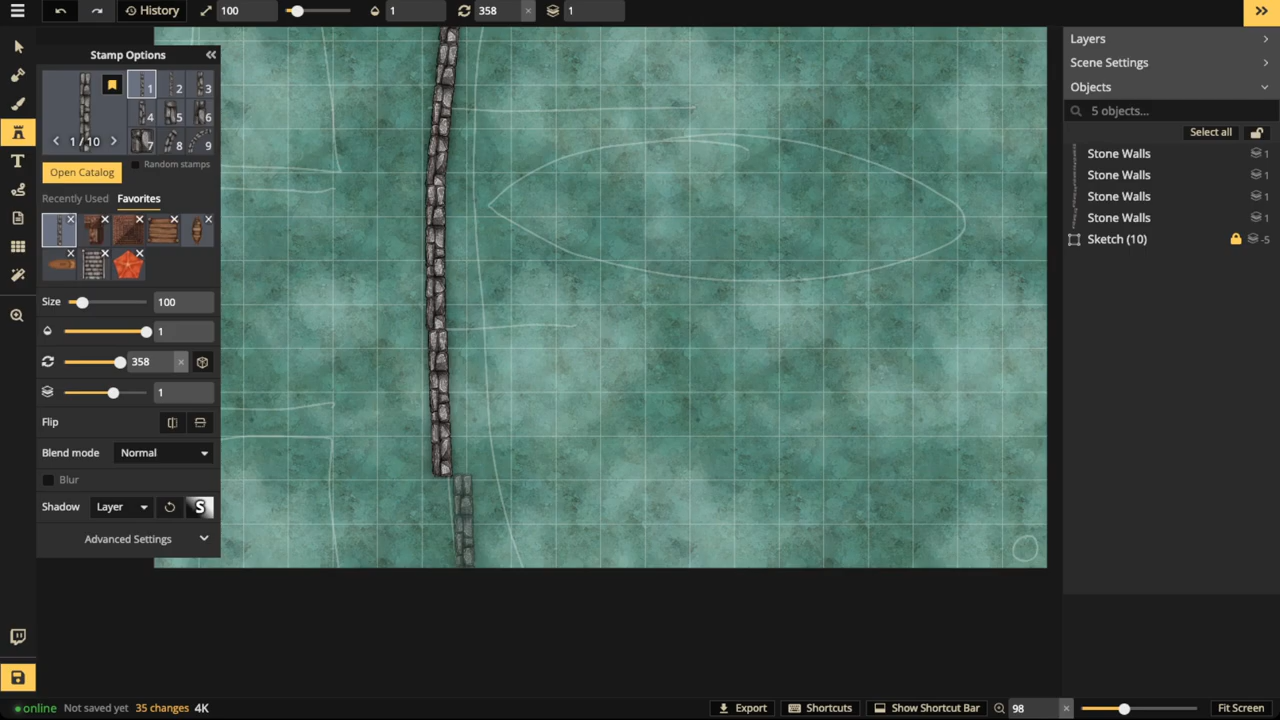 History 100 1 358 × 1 »
Stamp Options «
1 2 3
4 5 6
1/10 7 8 9
Open Catalog Random stamps
Recently Used Favorites
Size 100
1
358 ×
1
Flip
Blend mode Normal
Blur
Shadow Layer S
Advanced Settings
Layers
Scene Settings
Objects
5 objects...
Select all
Stone Walls 1
Stone Walls 1
Stone Walls 1
Stone Walls 1
Sketch (10) -5
online Not saved yet 35 changes 4K Export Shortcuts Show Shortcut Bar 98 × Fit Screen